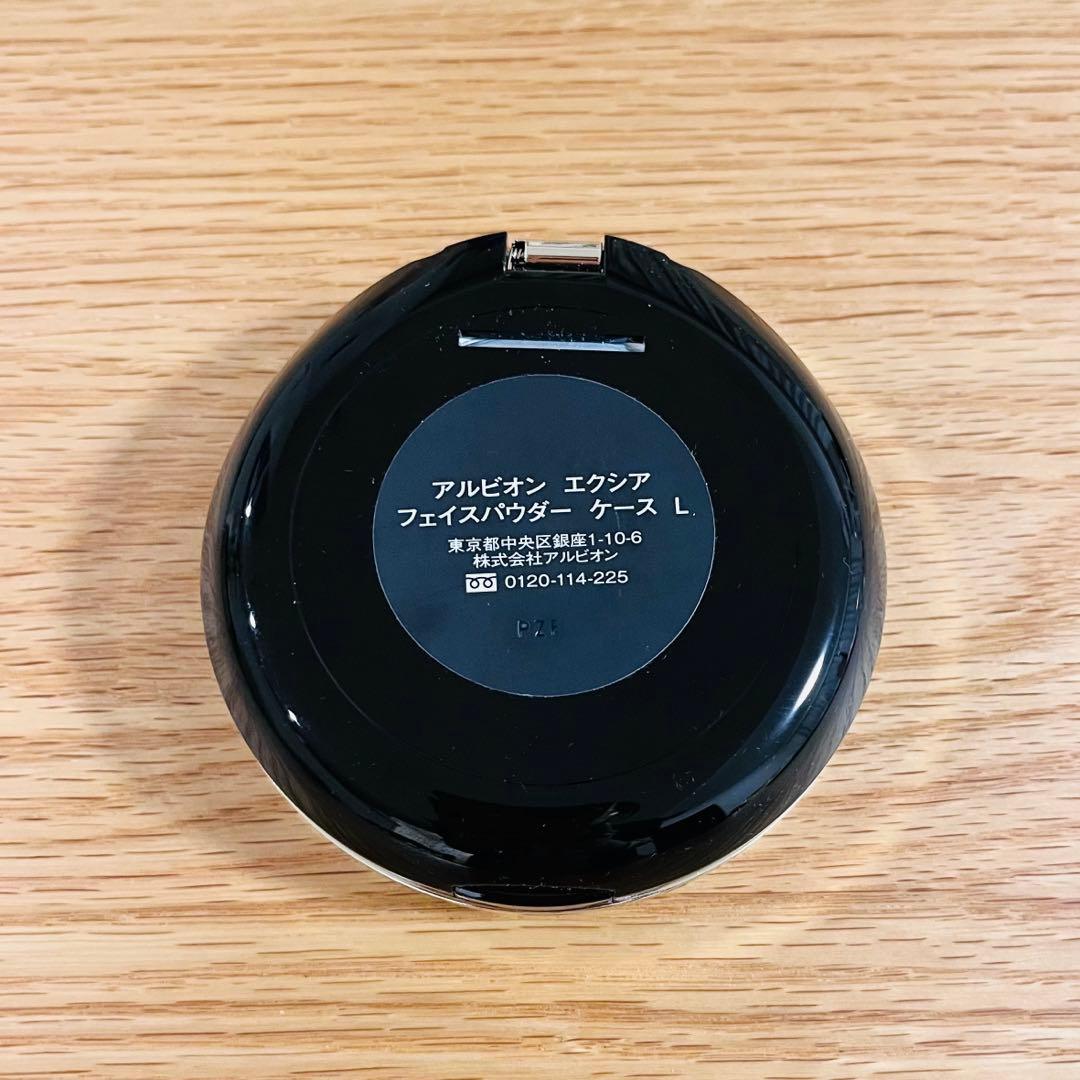 アルビオン エクシア
フェイスパウダー ケース L
東京都中央区銀座1-10-6
株式会社アルビオン
0120-114-225